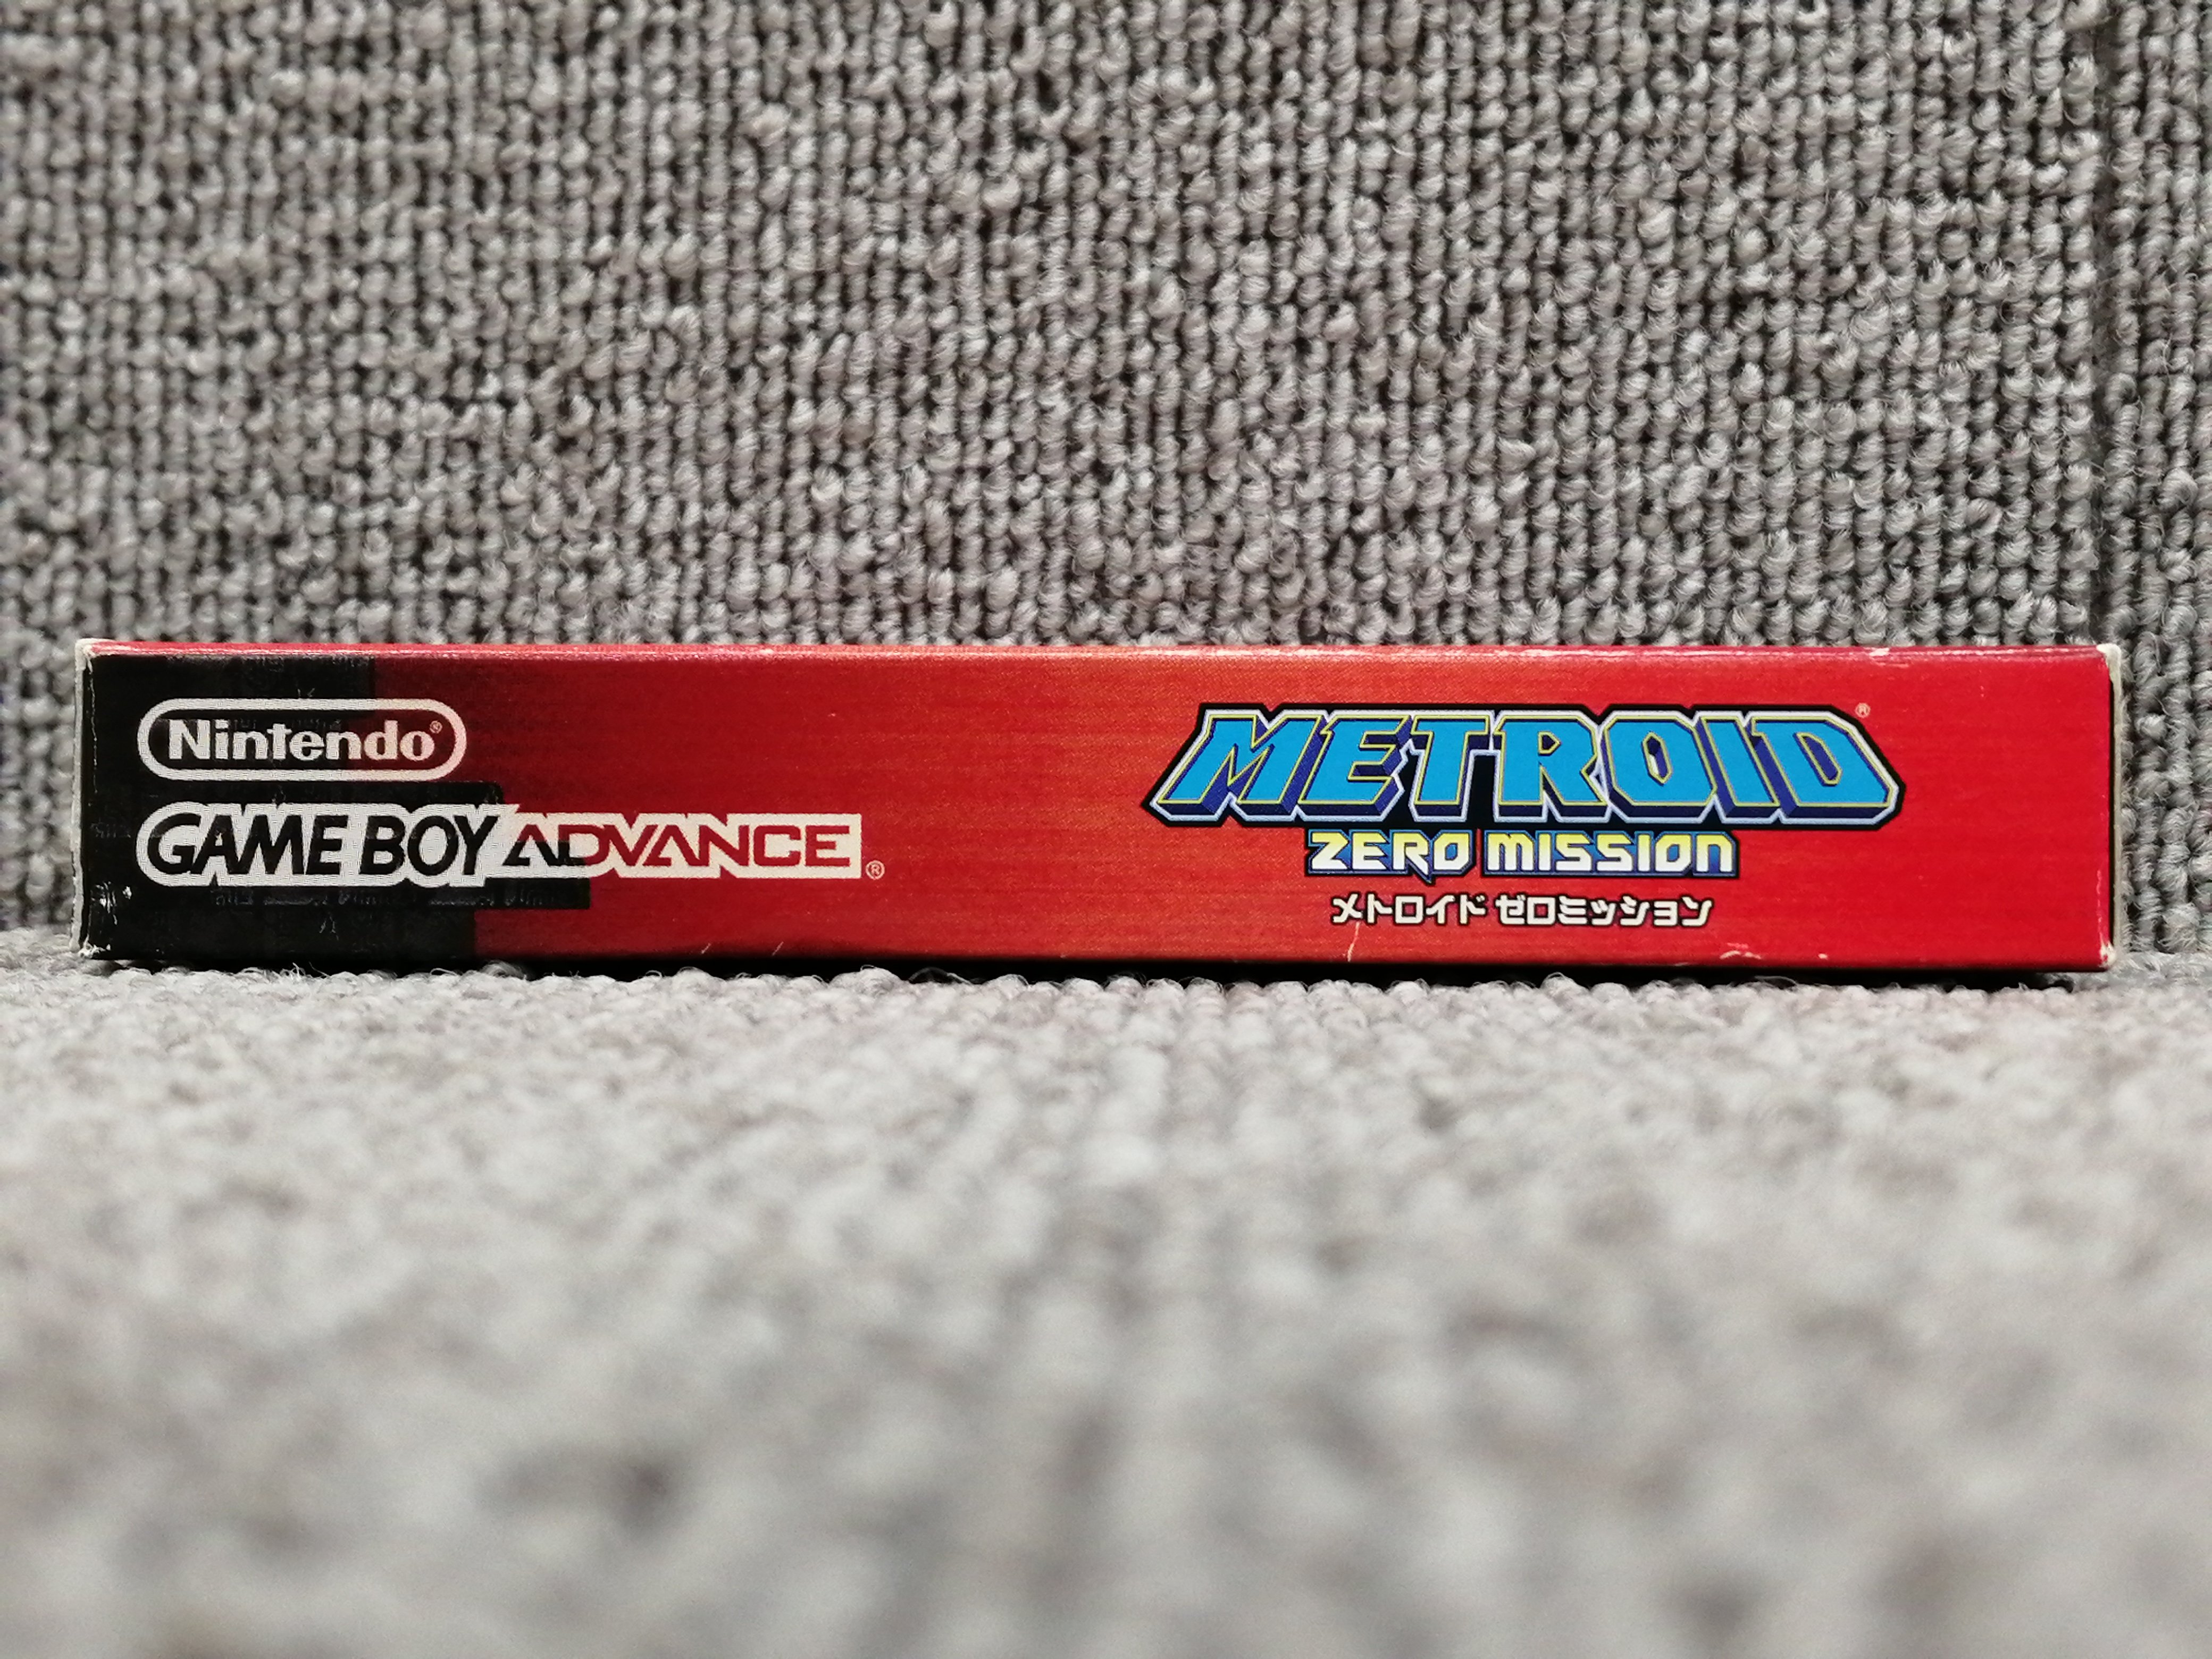 Nintendo®
GAME BOY ADVANCE®
METROID®
ZERO MISSION
メトロイド ゼロミッション